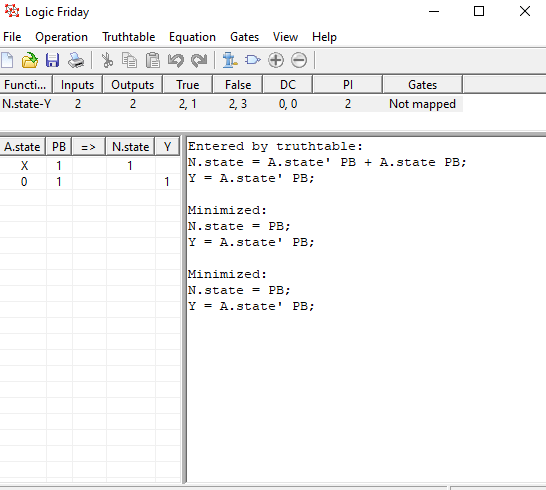 Logic Friday
File Operation Truthtable Equation Gates View Help
Functi... Inputs Outputs True False DC PI Gates
N.state-Y 2 2 2, 1 2, 3 0, 0 2 Not mapped
A.state PB => N.state Y
X 1 1
0 1 1
Entered by truthtable:
N.state = A.state' PB + A.state PB;
Y = A.state' PB;
Minimized:
N.state = PB;
Y = A.state' PB;
Minimized:
N.state = PB;
Y = A.state' PB;